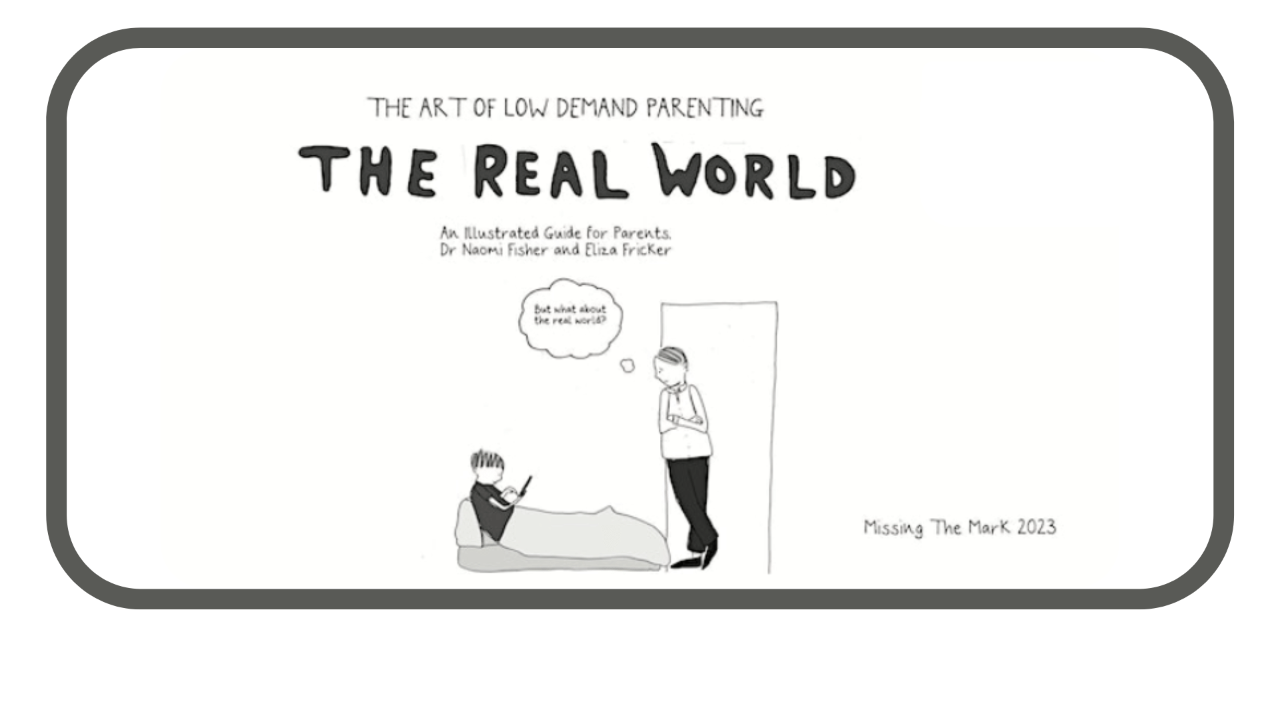 THE ART OF LOW DEMAND PARENTING
THE REAL WORLD
An Illustrated Guide for Parents.
Dr Naomi Fisher and Eliza Fricker
But what about
the real world?
Missing The Mark 2023